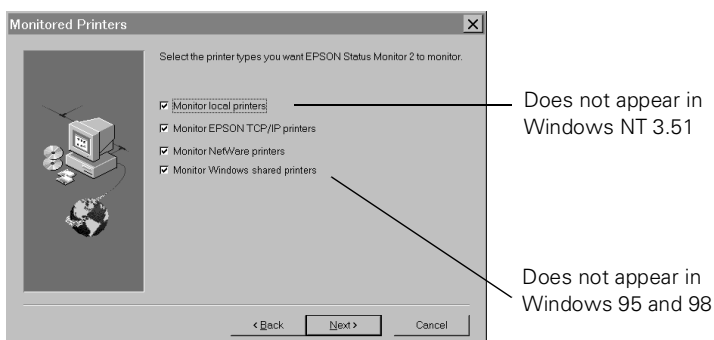 Monitored Printers
Select the printer types you want EPSON Status Monitor 2 to monitor.
Monitor local printers
Monitor EPSON TCP/IP printers
Monitor NetWare printers
Monitor Windows shared printers
Does not appear in
Windows NT 3.51
Does not appear in
Windows 95 and 98
< Back
Next >
Cancel